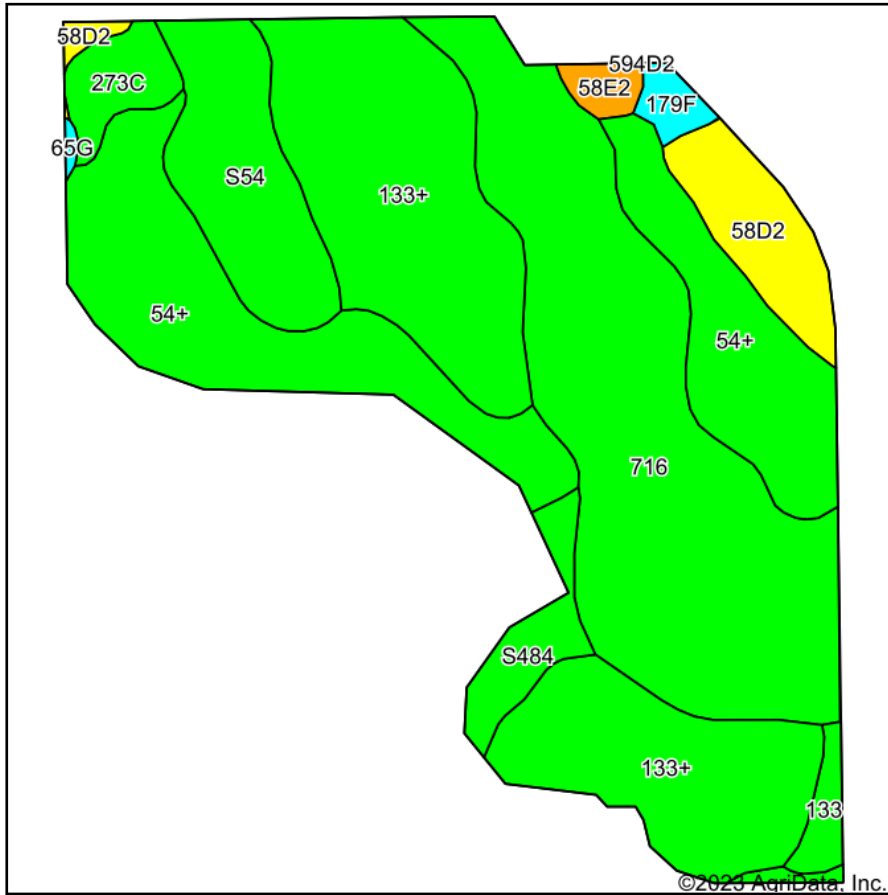 58D2
594D2
58E2
273C
179F
65G
S54
133+
58D2
54+
54+
716
S484
133+
133
©2023 AgriData, Inc.